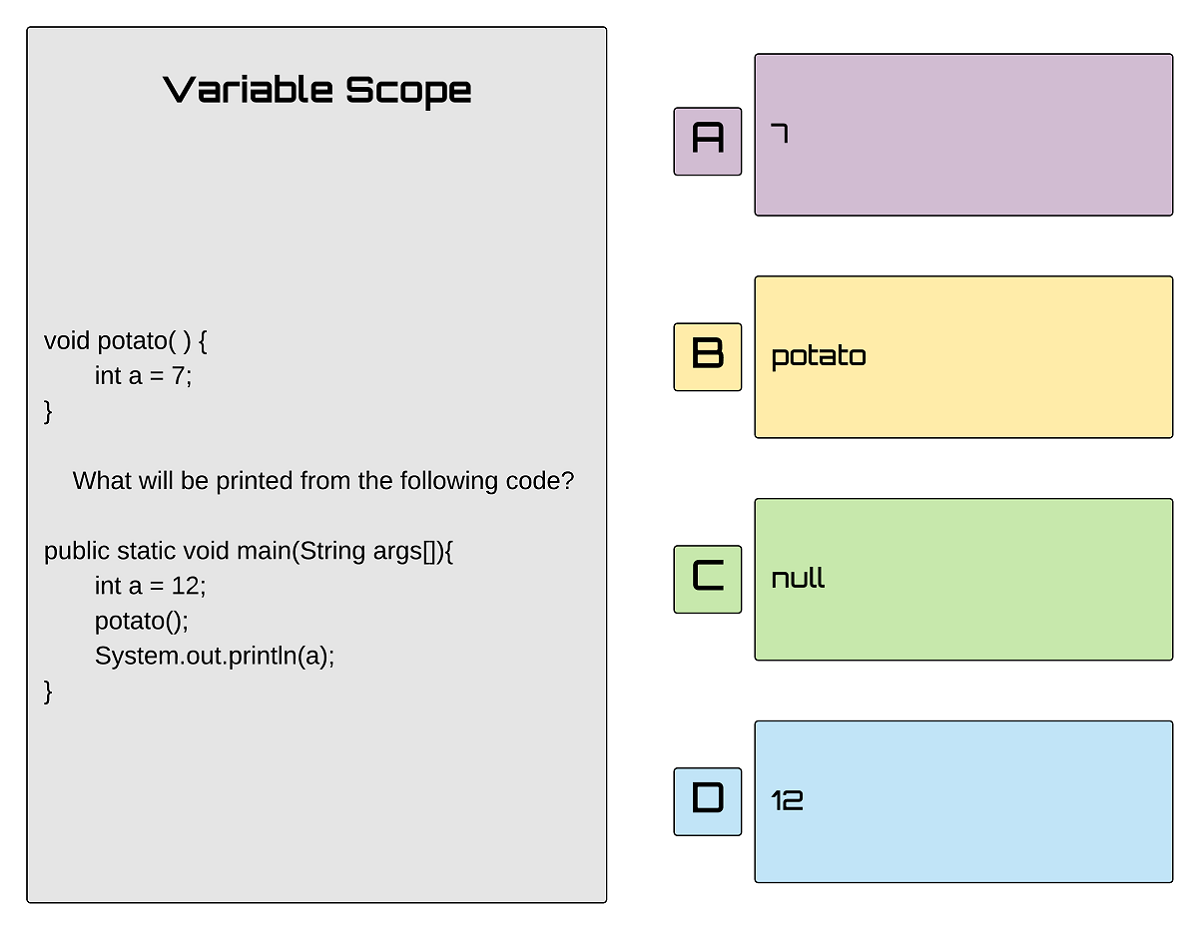 Variable Scope
void potato( ) {
int a = 7;
}
What will be printed from the following code?
public static void main(String args[]){
int a = 12;
potato();
System.out.println(a);
}
A
7
B
potato
C
null
D
12